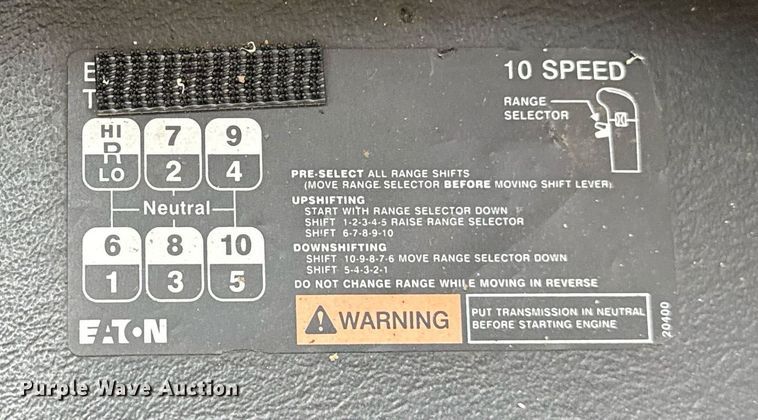 10 SPEED
RANGE
SELECTOR
HI 7 9
R
LO 2 4
Neutral
6 8 10
1 3 5
PRE-SELECT ALL RANGE SHIFTS
(MOVE RANGE SELECTOR BEFORE MOVING SHIFT LEVER).
UPSHIFTING
START WITH RANGE SELECTOR DOWN
SHIFT 1-2-3-4-5 RAISE RANGE SELECTOR
SHIFT 6-7-8-9-10
DOWNSHIFTING
SHIFT 10-9-8-7-6 MOVE RANGE SELECTOR DOWN
SHIFT 5-4-3-2-1
DO NOT CHANGE RANGE WHILE MOVING IN REVERSE
WARNING
PUT TRANSMISSION IN NEUTRAL
BEFORE STARTING ENGINE
20400
EATON
Purple Wave Auction